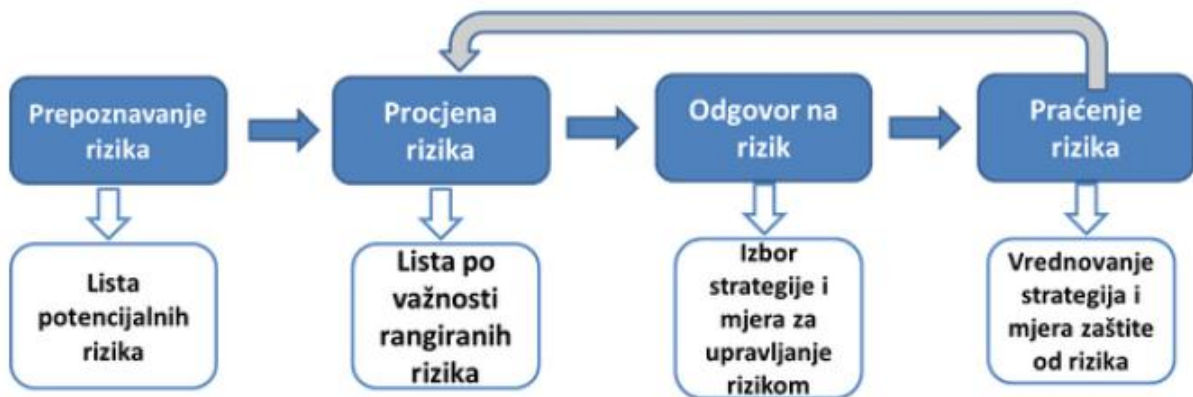 Prepoznavanje
rizika
Procjena
rizika
Odgovor na
rizik
Praćenje
rizika
Lista
potencijalnih
rizika
Lista po
važnosti
rangiranih
rizika
Izbor
strategije i
mjera za
upravljanje
rizikom
Vrednovanje
strategija i
mjera zaštite
od rizika